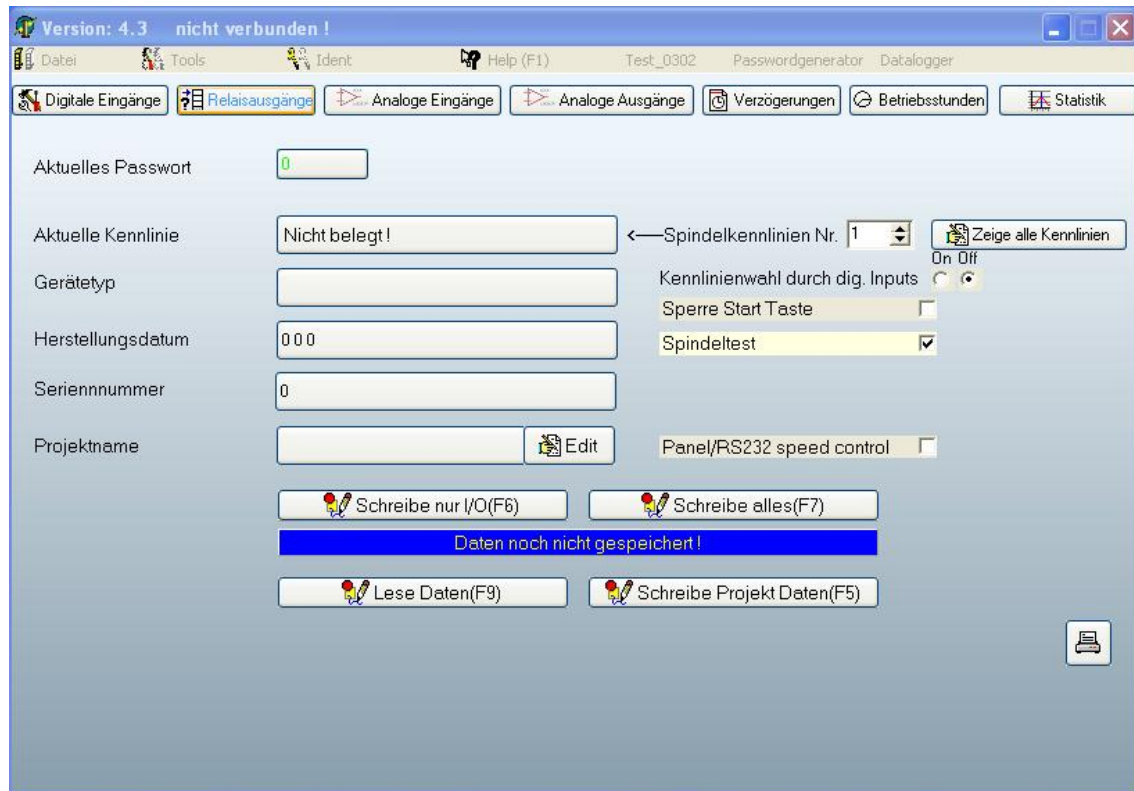 Version: 4.3 nicht verbunden !
Datei Tools Ident Help (F1) Test_0302 Passwordgenerator Datalogger
Digitale Eingänge Relaisausgänge Analoge Eingänge Analoge Ausgänge Verzögerungen Betriebsstunden Statistik
Aktuelles Passwort 0
Aktuelle Kennlinie Nicht belegt ! <——Spindelkennlinien Nr. 1 Zeige alle Kennlinien
On Off
Gerätetyp Kennlinienwahl durch dig. Inputs
Sperre Start Taste
Herstellungsdatum 0 0 0 Spindeltest
Seriennnummer 0
Projektname Edit Panel/RS232 speed control
Schreibe nur I/O(F6) Schreibe alles(F7)
Daten noch nicht gespeichert !
Lese Daten(F9) Schreibe Projekt Daten(F5)